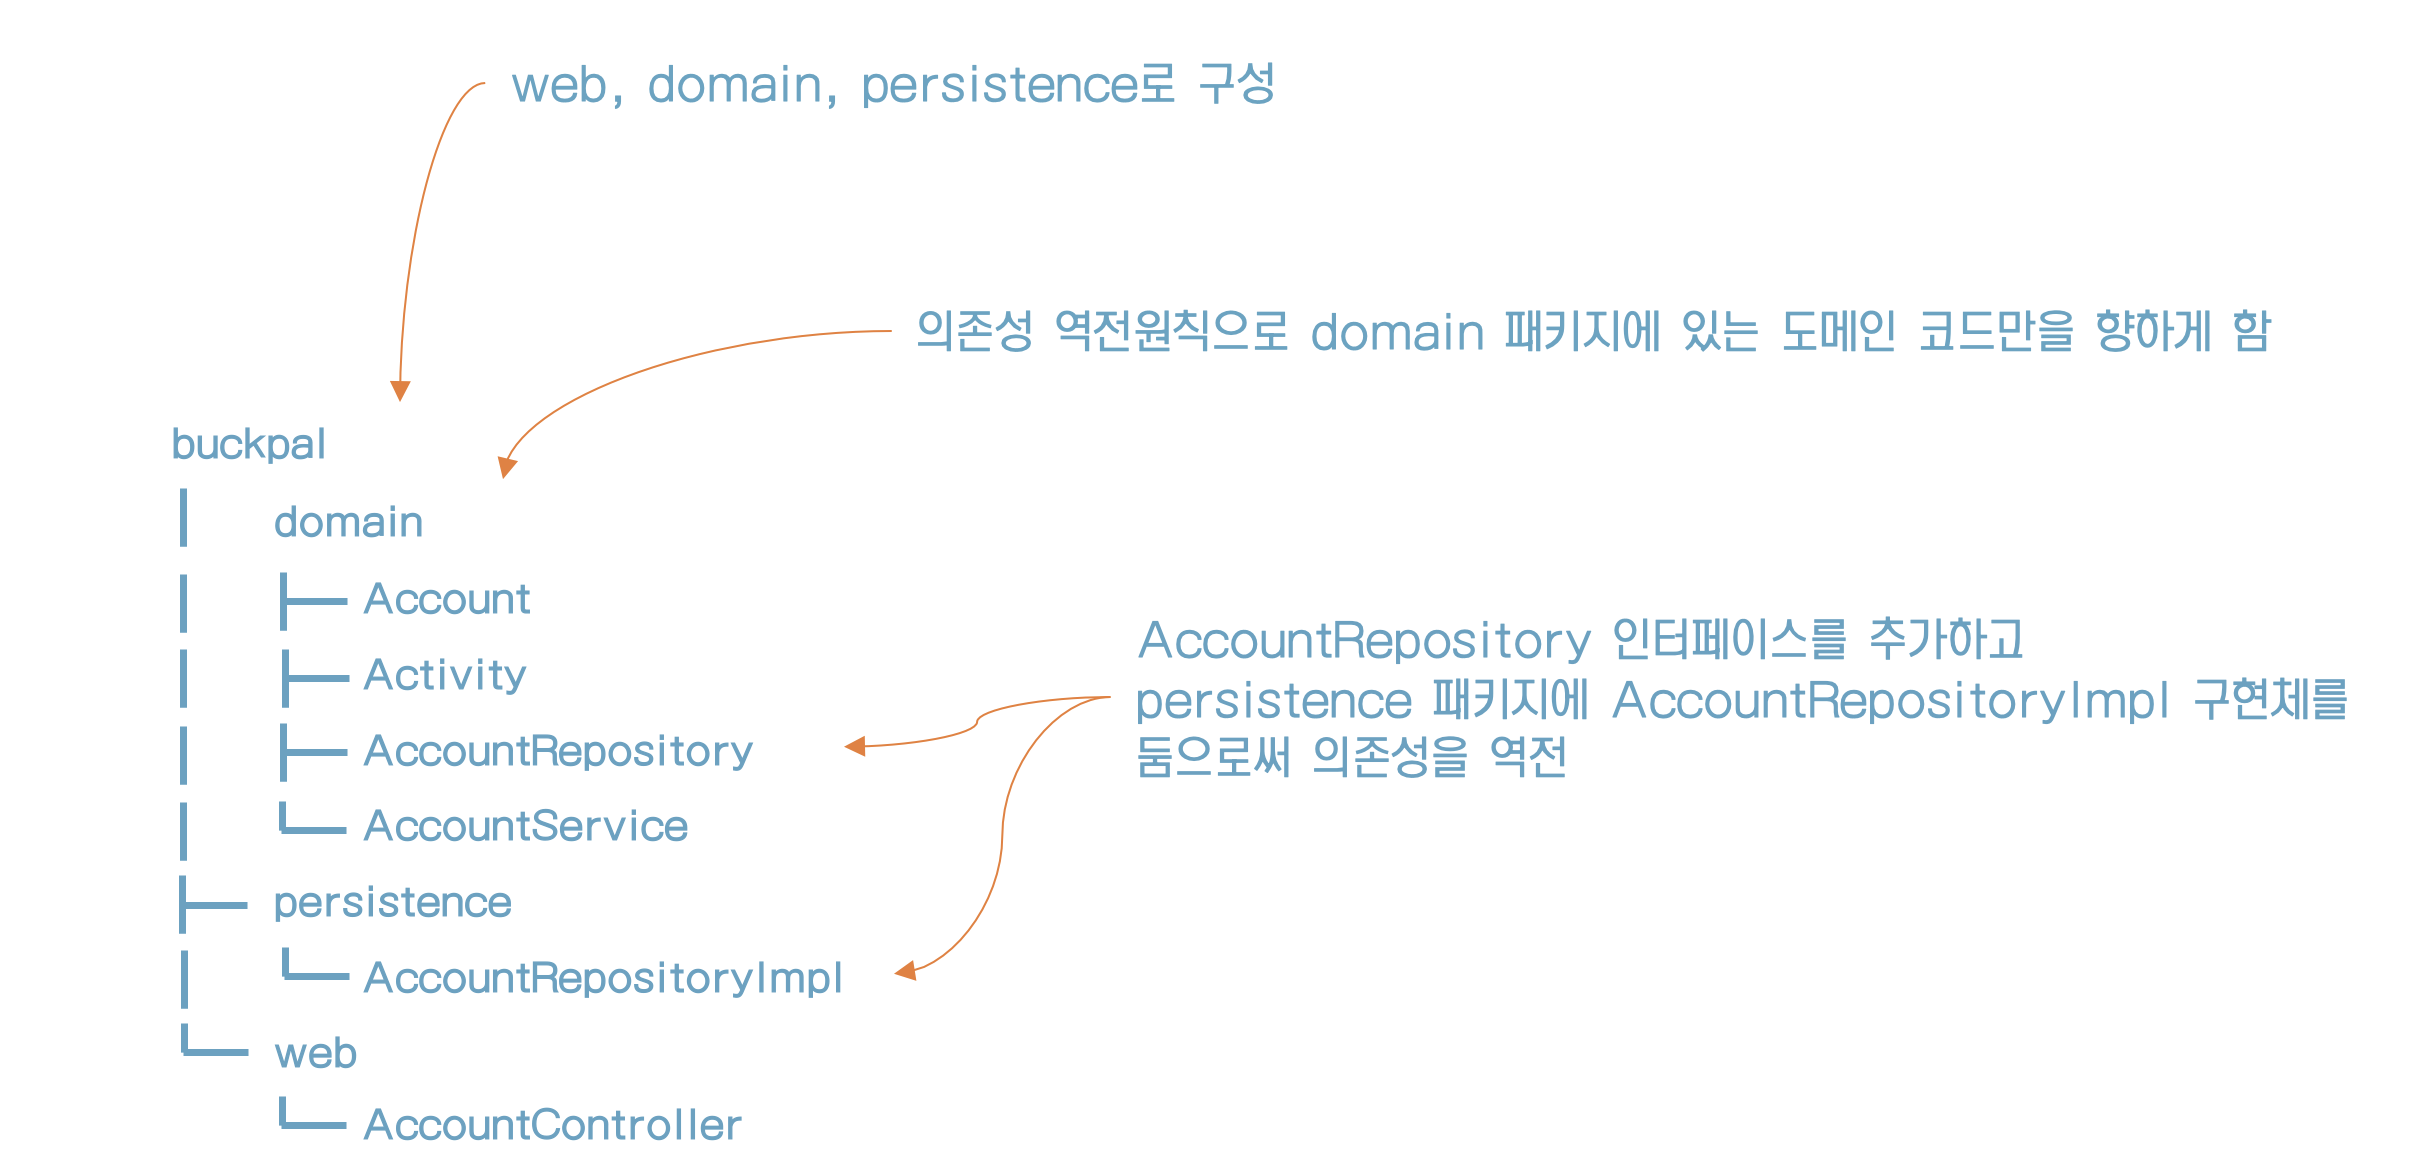 web, domain, persistence로 구성
의존성 역전원칙으로 domain 패키지에 있는 도메인 코드만을 향하게 함
buckpal
domain
Account
Activity
AccountRepository
AccountService
persistence
AccountRepositoryImpl
web
AccountController
AccountRepository 인터페이스를 추가하고
persistence 패키지에 AccountRepositoryImpl 구현체를
둠으로써 의존성을 역전